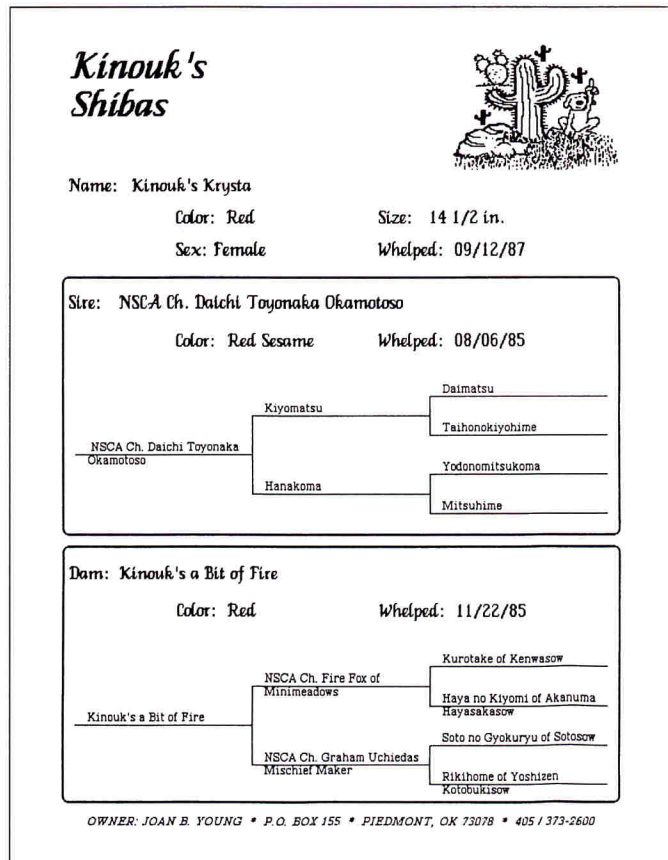 Kinouk's
Shibas
Name: Kinouk's Krysta
Color: Red Size: 14 1/2 in.
Sex: Female Whelped: 09/12/87
Sire: NSCA Ch. Daichi Toyonaka Okamotoso
Color: Red Sesame Whelped: 08/06/85
Daimatsu
Kiyomatsu
Taihonokiyohime
NSCA Ch. Daichi Toyonaka
Okamotoso
Yodonomitsukoma
Hanakoma
Mitsuhime
Dam: Kinouk's a Bit of Fire
Color: Red Whelped: 11/22/85
Kurotake of Kenwasow
NSCA Ch. Fire Fox of
Minimeadows
Haya no Kiyomi of Akanuma
Hayasakasow
Kinouk's a Bit of Fire
Soto no Gyokuryu of Sotosow
NSCA Ch. Graham Uchiedas
Mischief Maker
Rikihome of Yoshizen
Kotobukisow
OWNER: JOAN B. YOUNG * P.O. BOX 155 * PIEDMONT, OK 73078 * 405 / 373-2600